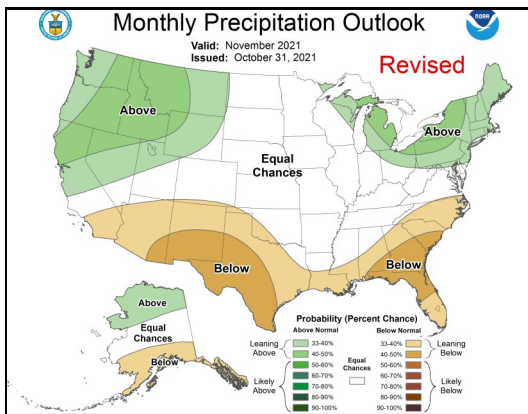 Monthly Precipitation Outlook
Valid: November 2021
Issued: October 31, 2021
Revised
NOAA
Above
Above
Equal
Chances
Below
Below
Above
Equal
Chances
Below
Probability (Percent Chance)
Above Normal
Below Normal
Leaning
Above
33-40%
40-50%
Likely
Above
50-60%
60-70%
70-80%
80-90%
90-100%
Equal
Chances
33-40%
40-50%
Leaning
Below
50-60%
60-70%
70-80%
80-90%
90-100%
Likely
Below